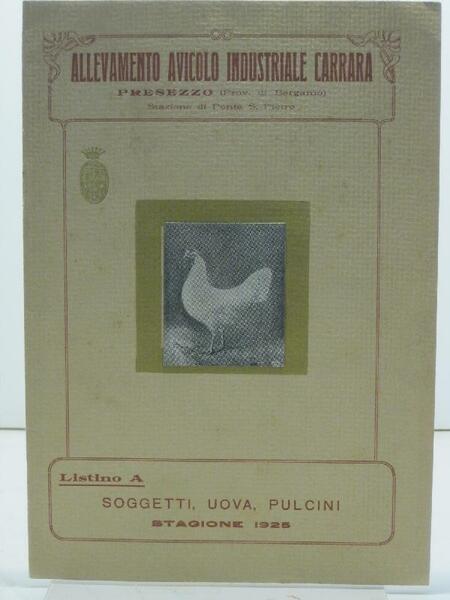 ALLEVAMENTO AVICOLO INDUSTRIALE CARRARA
PRESEZZO (Prov. di Bergamo)
Stazione di Ponte S. Pietro
Listino A
SOGGETTI, UOVA, PULCINI
STAGIONE 1925